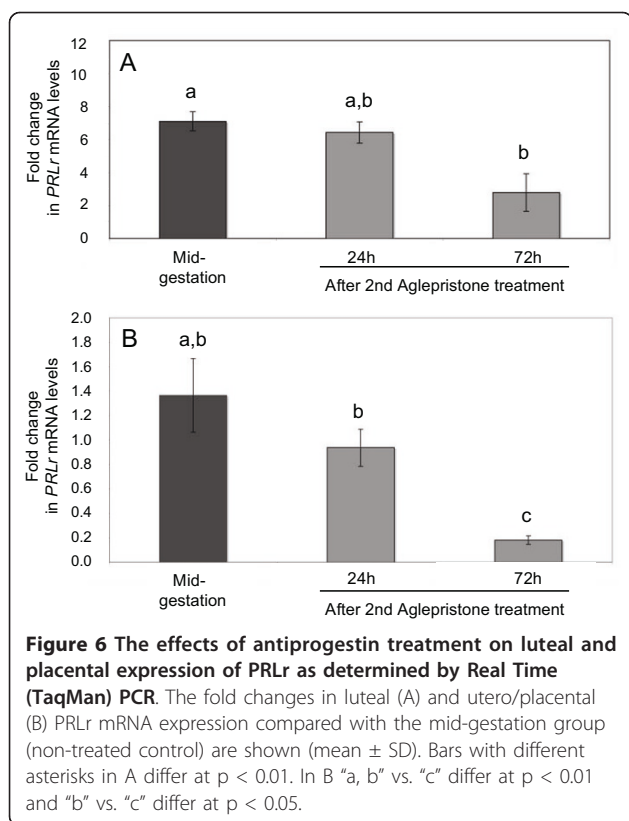 12
10
8
6
4
2
0
Fold change
in PRLr mRNA levels
A
a
a,b
b
Mid-
gestation
24h
72h
After 2nd Aglepristone treatment
2.0
1.8
1.6
1.4
1.2
1.0
0.8
0.6
0.4
0.2
0.0
Fold change
in PRLr mRNA levels
B
a,b
b
c
Mid-
gestation
24h
72h
After 2nd Aglepristone treatment
Figure 6 The effects of antiprogestin treatment on luteal and
placental expression of PRLr as determined by Real Time
(TaqMan) PCR. The fold changes in luteal (A) and utero/placental
(B) PRLr mRNA expression compared with the mid-gestation group
(non-treated control) are shown (mean ± SD). Bars with different
asterisks in A differ at p < 0.01. In B “a, b” vs. “c” differ at p < 0.01
and “b” vs. “c” differ at p < 0.05.